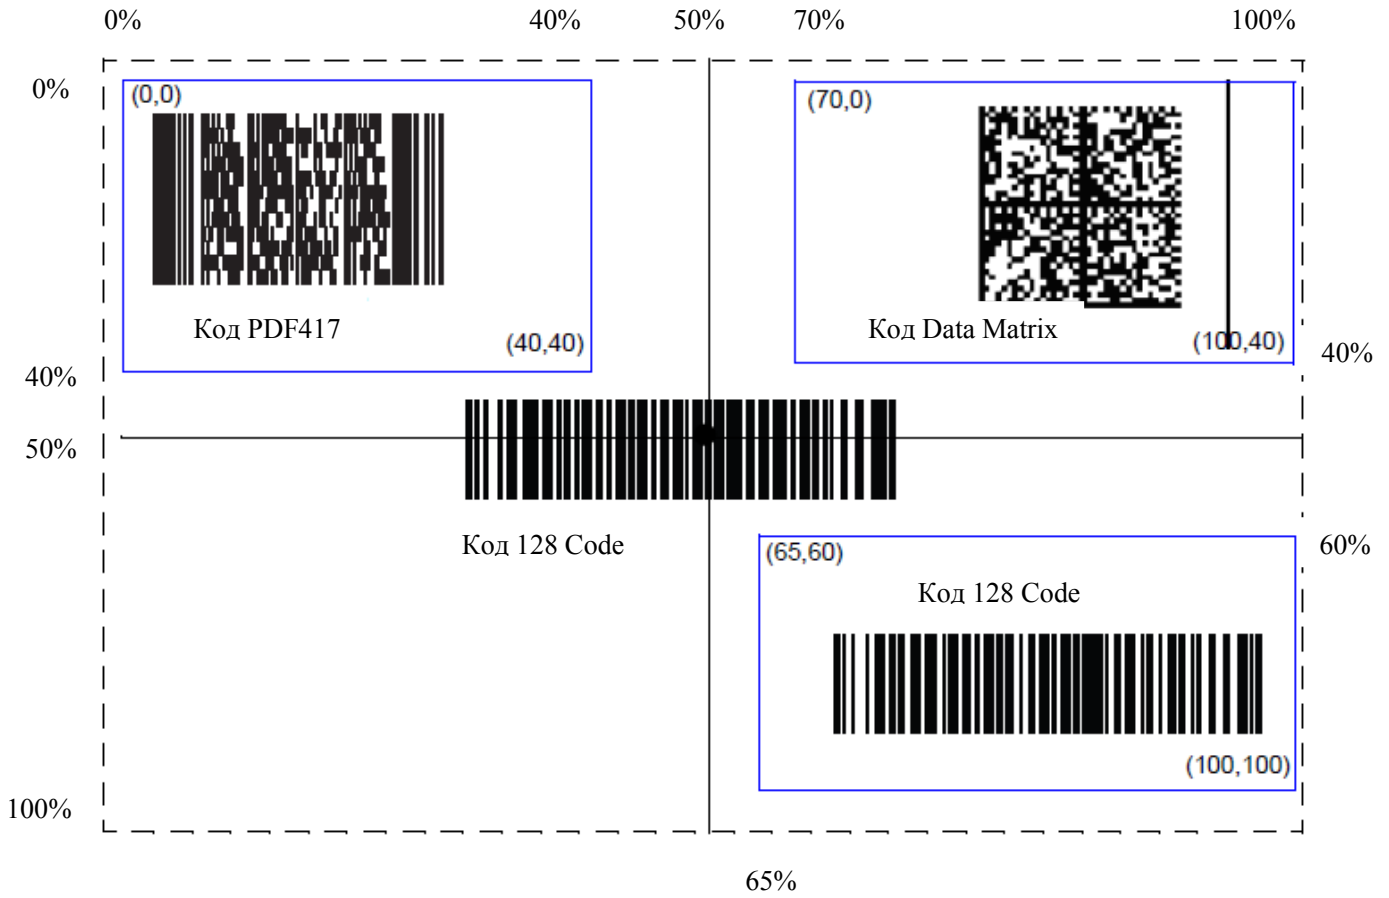 0% 40% 50% 70% 100%
0%
(0,0)
(70,0)
Код PDF417
Код Data Matrix
(40,40)
(100,40)
40%
40%
50%
Код 128 Code
60%
(65,60)
Код 128 Code
(100,100)
100%
65%